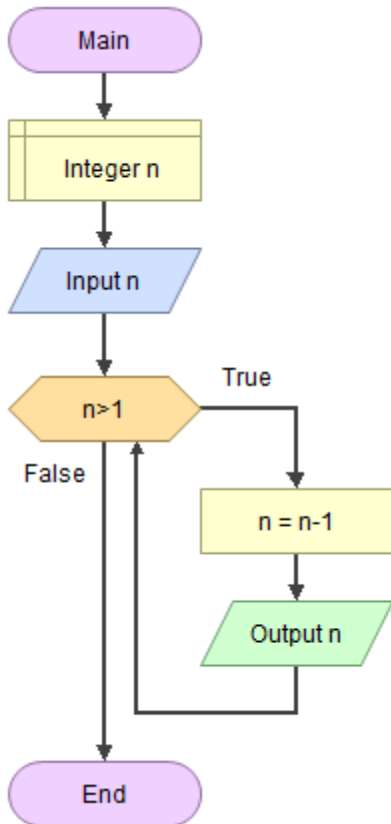 Main
Integer n
Input n
n>1
True
False
n = n-1
Output n
End